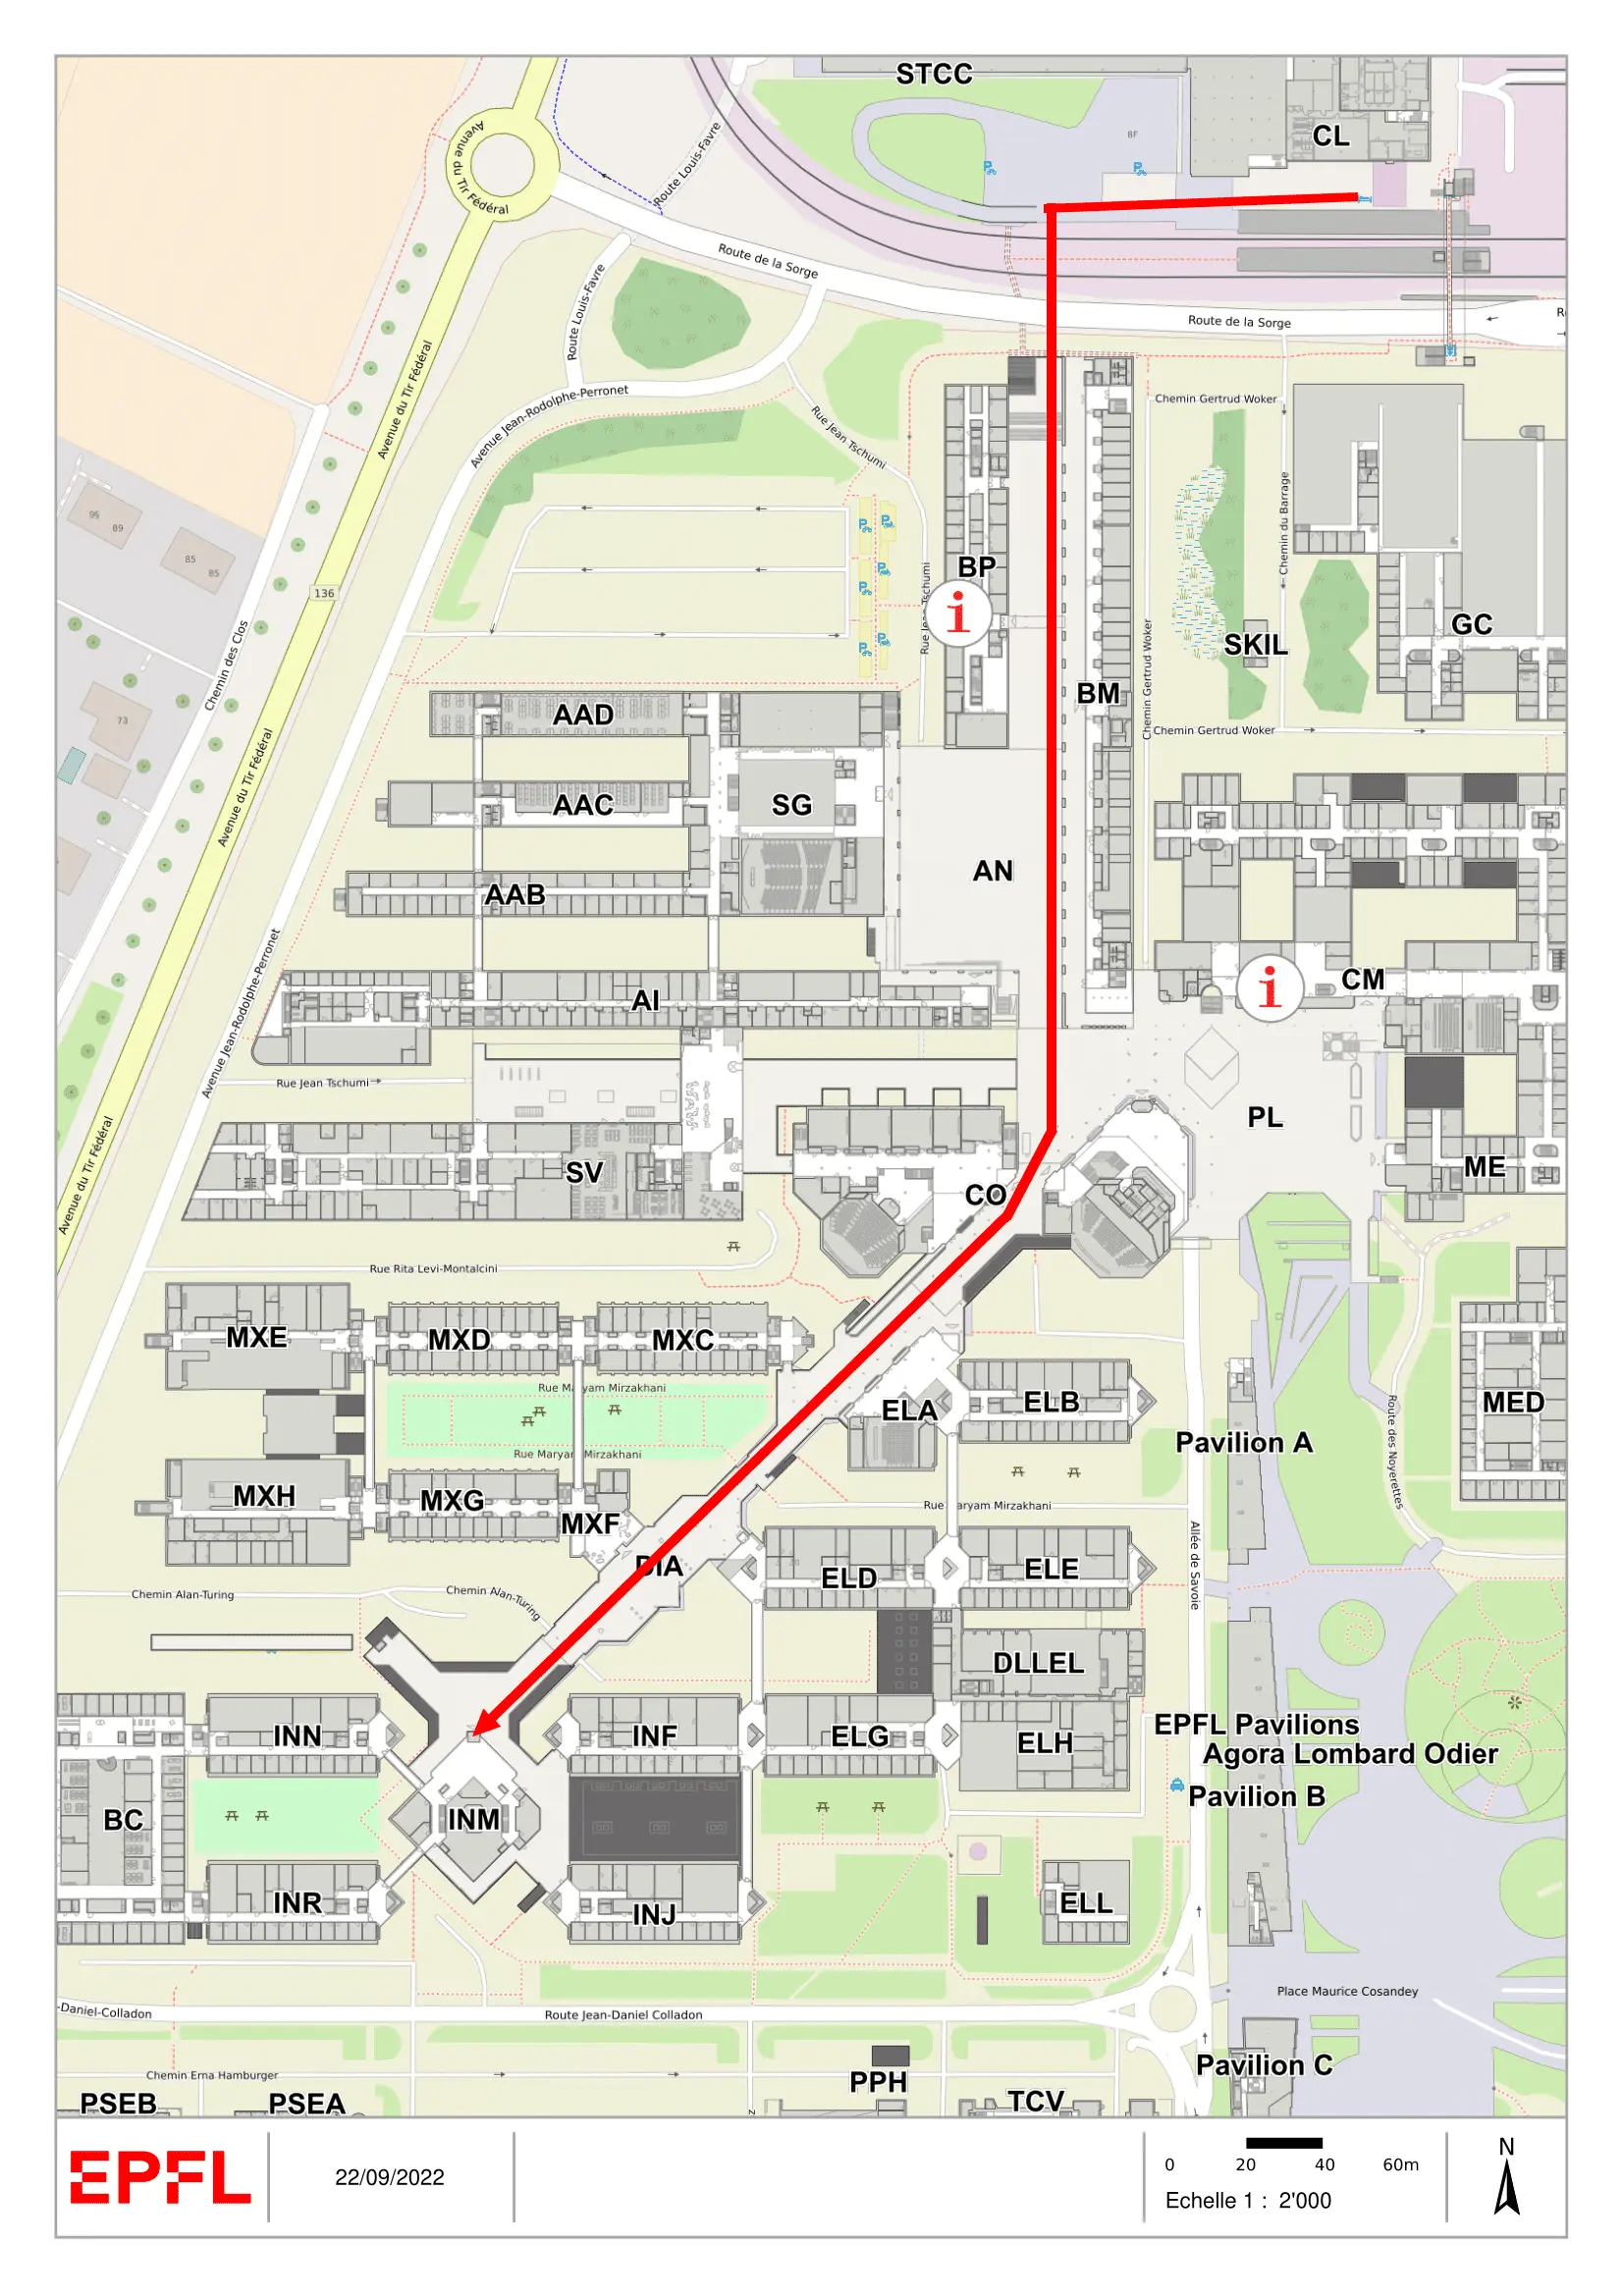 STCC
BF
CL
Avenue du Tir Fédéral
Route Louis-Favre
Route de la Sorge
Route de la Sorge
R
Route Louis-Favre
Avenue du Tir Fédéral
Avenue Jean-Rodolphe-Perronet
Rue Jean Tschumi
Chemin Gertrud Woker
96
89
85
85
Chemin du Barrage
BP
136
i
Rue Jean Tschumi
SKIL
GC
Chemin des Clos
Chemin Gertrud Woker
BM
73
AAD
Chemin Gertrud Woker
Avenue du Tir Fédéral
AAC
SG
AN
AAB
Avenue Jean-Rodolphe-Perronet
AI
i
CM
Rue Jean Tschumi
PL
Avenue du Tir Fédéral
SV
CO
ME
Rue Rita Levi-Montalcini
MXE
MXD
MXC
Rue Maryam Mirzakhani
ELA
ELB
MED
Pavilion A
Route des Noyerettes
Rue Maryam Mirzakhani
MXH
MXG
MXF
Rue Maryam Mirzakhani
DIA
ELD
ELE
Allée de Savoie
Chemin Alan-Turing
Chemin Alan-Turing
DLLEL
INN
INF
ELG
ELH
EPFL Pavilions
Agora Lombard Odier
Pavilion B
BC
INM
INR
INJ
ELL
Place Maurice Cosandey
-Daniel-Colladon
Route Jean-Daniel Colladon
Pavilion C
Chemin Erna Hamburger
PPH
PSEB
PSEA
TCV
EPFL
22/09/2022
0 20 40 60m
Echelle 1 : 2'000
N